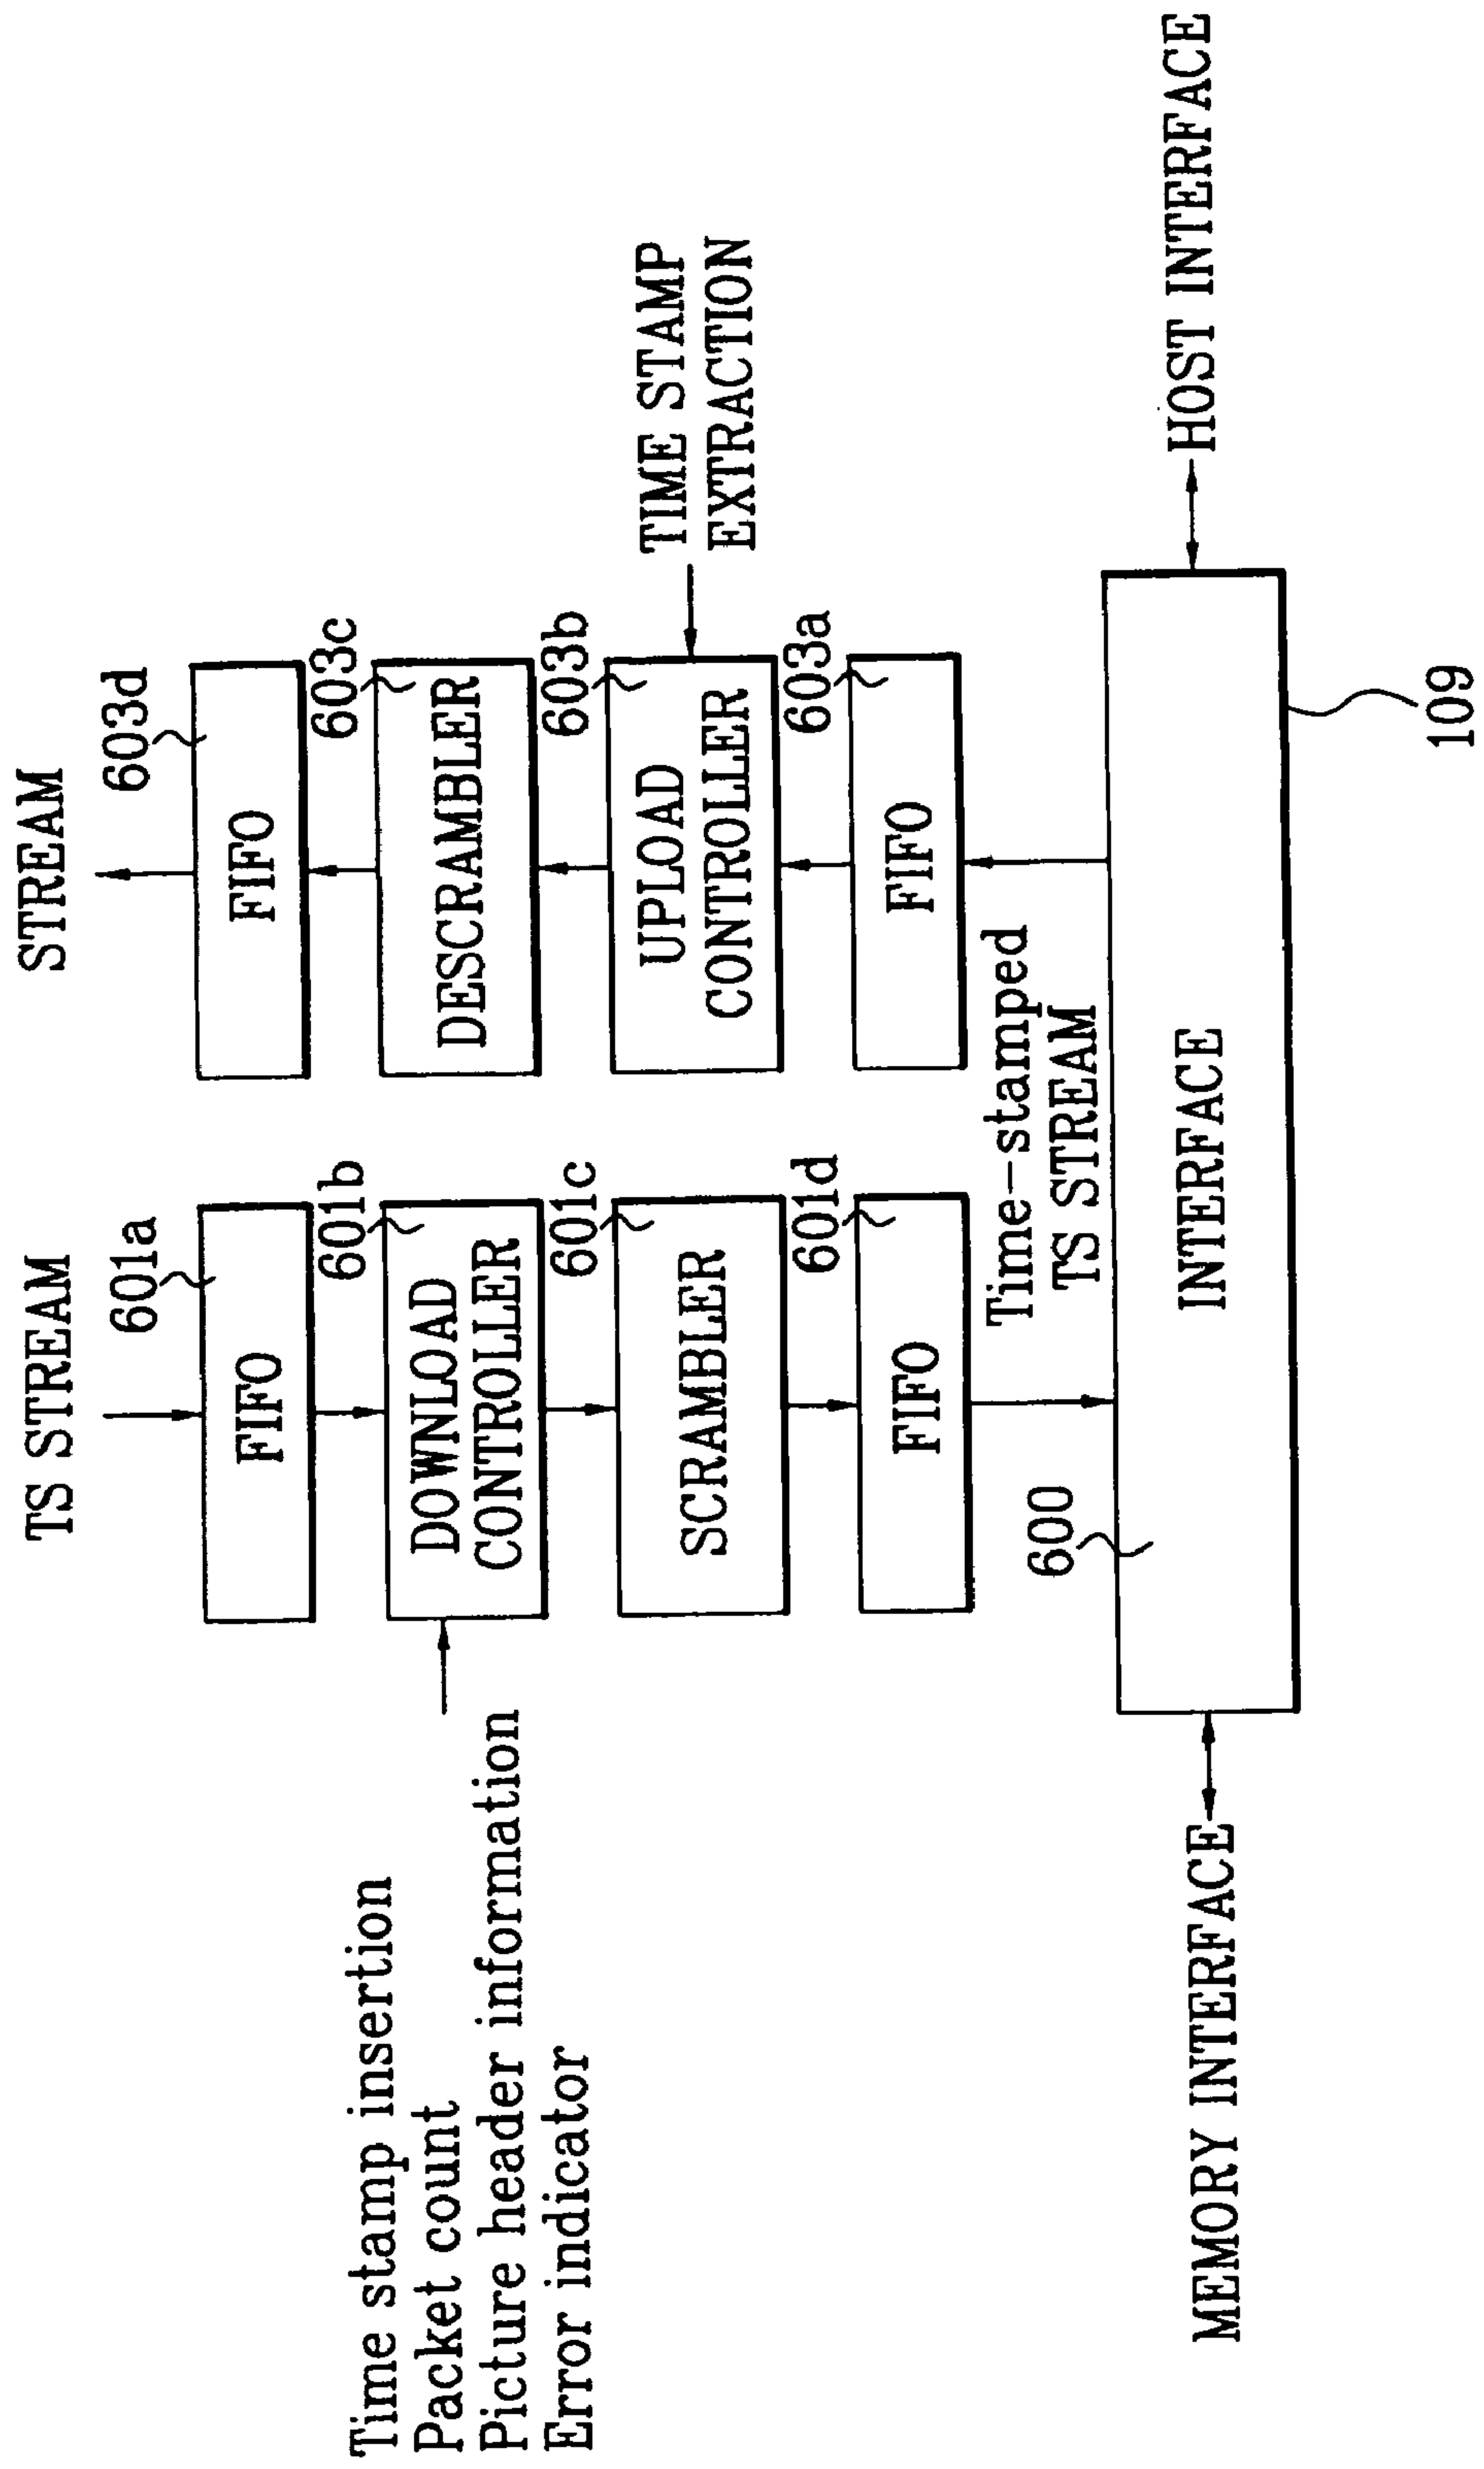 TS STREAM
STREAM
601a
FIFO
603d
FIFO
Time stamp insertion
Packet count
Picture header information
Error indicator
601b
DOWNLOAD
CONTROLLER
603c
DESCRAMBLER
601c
SCRAMBLER
603b
UPLOAD
CONTROLLER
TIME STAMP
EXTRACTION
601d
FIFO
603a
FIFO
Time-stamped
TS STREAM
600
MEMORY INTERFACE
INTERFACE
HOST INTERFACE
109